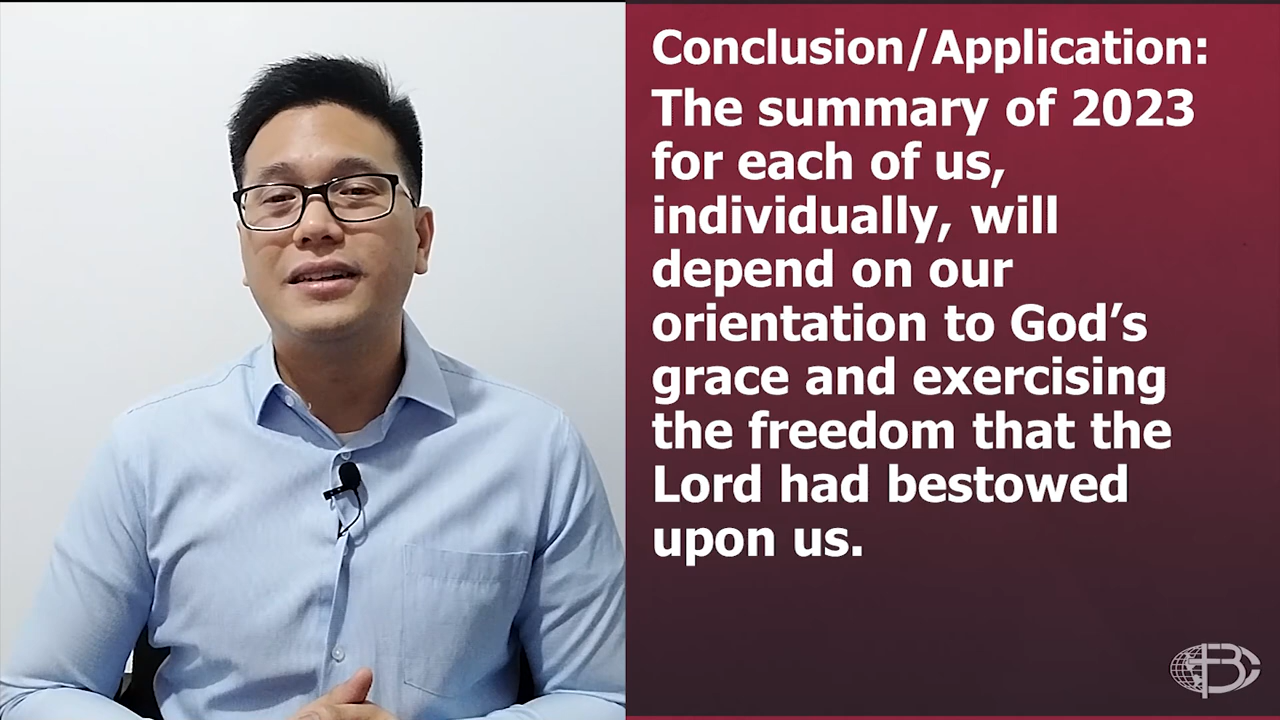 Conclusion/Application:
The summary of 2023
for each of us,
individually, will
depend on our
orientation to God’s
grace and exercising
the freedom that the
Lord had bestowed
upon us.